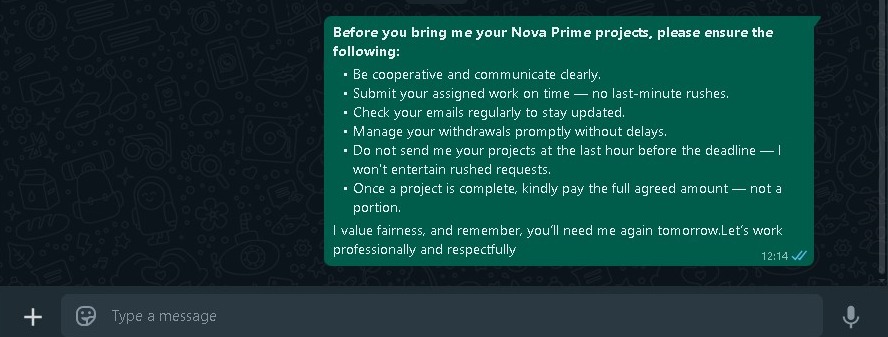 Before you bring me your Nova Prime projects, please ensure the
following:
• Be cooperative and communicate clearly.
• Submit your assigned work on time — no last-minute rushes.
• Check your emails regularly to stay updated.
• Manage your withdrawals promptly without delays.
• Do not send me your projects at the last hour before the deadline — I
won't entertain rushed requests.
• Once a project is complete, kindly pay the full agreed amount — not a
portion.
I value fairness, and remember, you'll need me again tomorrow.Let's work
professionally and respectfully
12:14
Type a message